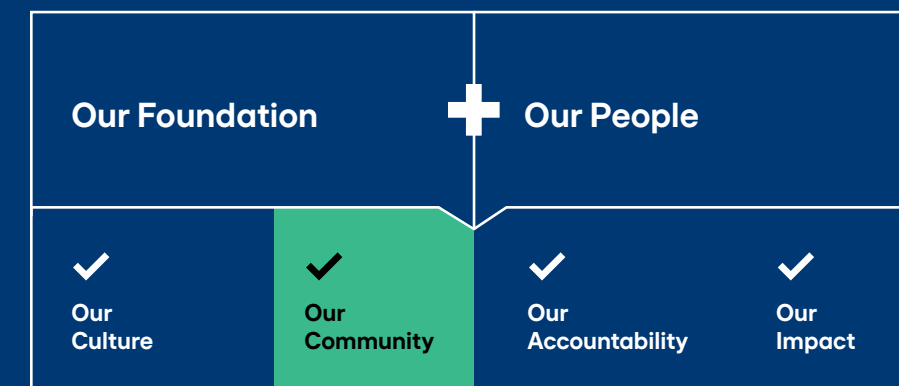 Our Foundation
Our People
Our
Culture
Our
Community
Our
Accountability
Our
Impact